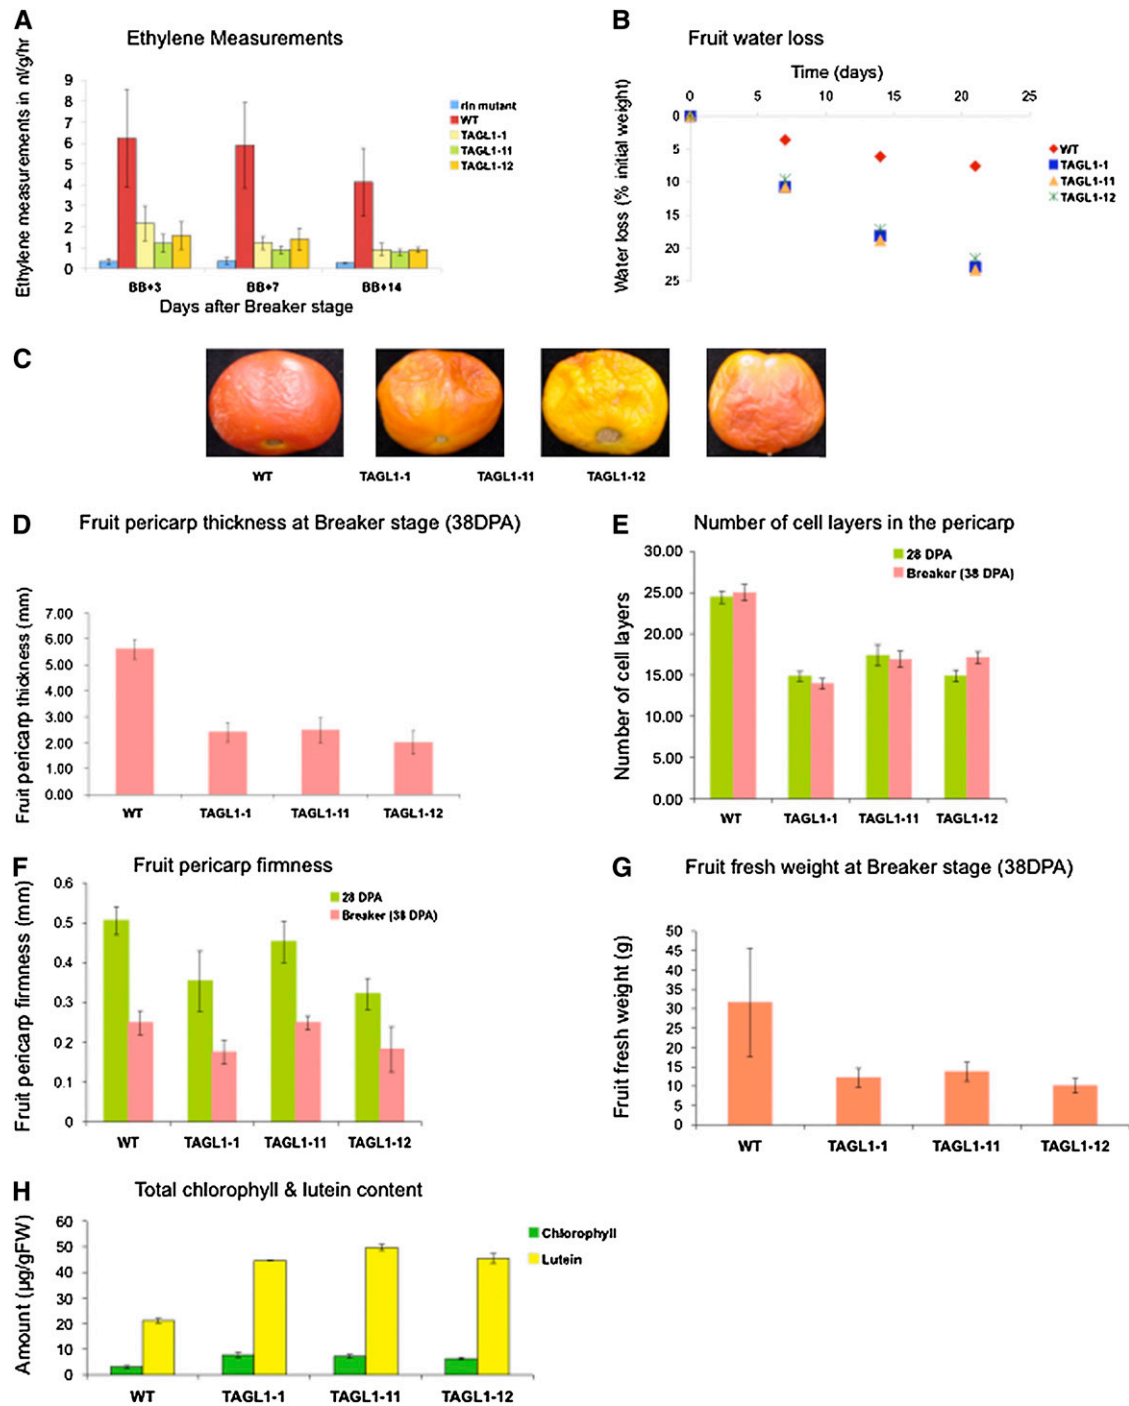 A
Ethylene Measurements
Ethylene measurements in nl/g/hr
9
8
7
6
5
4
3
2
1
0
rin mutant
WT
TAGL1-1
TAGL1-11
TAGL1-12
BB+3 BB+7 BB+14
Days after Breaker stage
B
Fruit water loss
Time (days)
0 5 10 15 20 25
Water loss (% initial weight)
0
5
10
15
20
25
WT
TAGL1-1
TAGL1-11
TAGL1-12
C
WT TAGL1-1 TAGL1-11 TAGL1-12
D
Fruit pericarp thickness at Breaker stage (38DPA)
Fruit pericarp thickness (mm)
7.00
6.00
5.00
4.00
3.00
2.00
1.00
0.00
WT TAGL1-1 TAGL1-11 TAGL1-12
E
Number of cell layers in the pericarp
Number of cell layers
30.00
25.00
20.00
15.00
10.00
5.00
0.00
28 DPA
Breaker (38 DPA)
WT TAGL1-1 TAGL1-11 TAGL1-12
F
Fruit pericarp firmness
Fruit pericarp firmness (mm)
0.6
0.5
0.4
0.3
0.2
0.1
0
28 DPA
Breaker (38 DPA)
WT TAGL1-1 TAGL1-11 TAGL1-12
G
Fruit fresh weight at Breaker stage (38DPA)
Fruit fresh weight (g)
50
45
40
35
30
25
20
15
10
5
0
WT TAGL1-1 TAGL1-11 TAGL1-12
H
Total chlorophyll & lutein content
Amount (µg/gFW)
60
50
40
30
20
10
0
Chlorophyll
Lutein
WT TAGL1-1 TAGL1-11 TAGL1-12